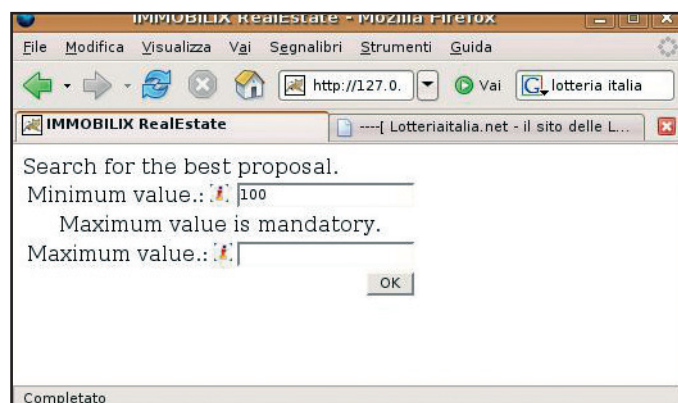 IMMOBILIX RealEstate - Mozilla Firefox
File Modifica Visualizza Vai Segnalibri Strumenti Guida
http://127.0. Vai G lotteria italia
IMMOBILIX RealEstate ----[ Lotteriaitalia.net - il sito delle L...
Search for the best proposal.
Minimum value.: 100
Maximum value is mandatory.
Maximum value.:
OK
Completato